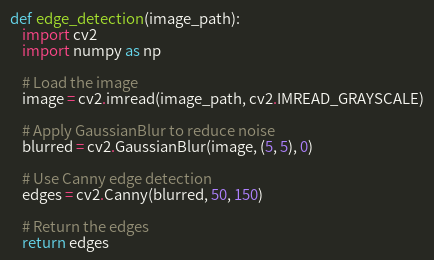 def edge_detection(image_path):
    import cv2
    import numpy as np
    # Load the image
    image = cv2.imread(image_path, cv2.IMREAD_GRAYSCALE)
    # Apply GaussianBlur to reduce noise
    blurred = cv2.GaussianBlur(image, (5, 5), 0)
    # Use Canny edge detection
    edges = cv2.Canny(blurred, 50, 150)
    # Return the edges
    return edges